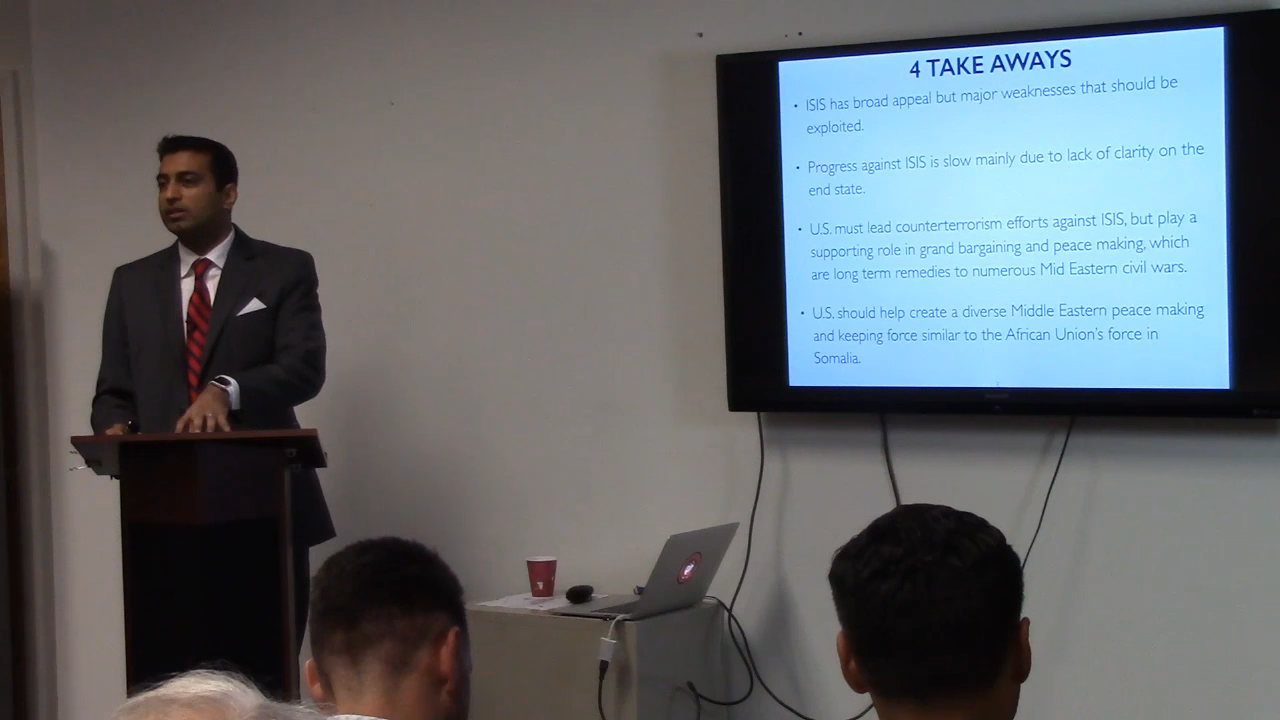 4 TAKE AWAYS
• ISIS has broad appeal but major weaknesses that should be
exploited.
• Progress against ISIS is slow mainly due to lack of clarity on the
end state.
• U.S. must lead counterterrorism efforts against ISIS, but play a
supporting role in grand bargaining and peace making, which
are long term remedies to numerous Mid Eastern civil wars.
• U.S. should help create a diverse Middle Eastern peace making
and keeping force similar to the African Union's force in
Somalia.